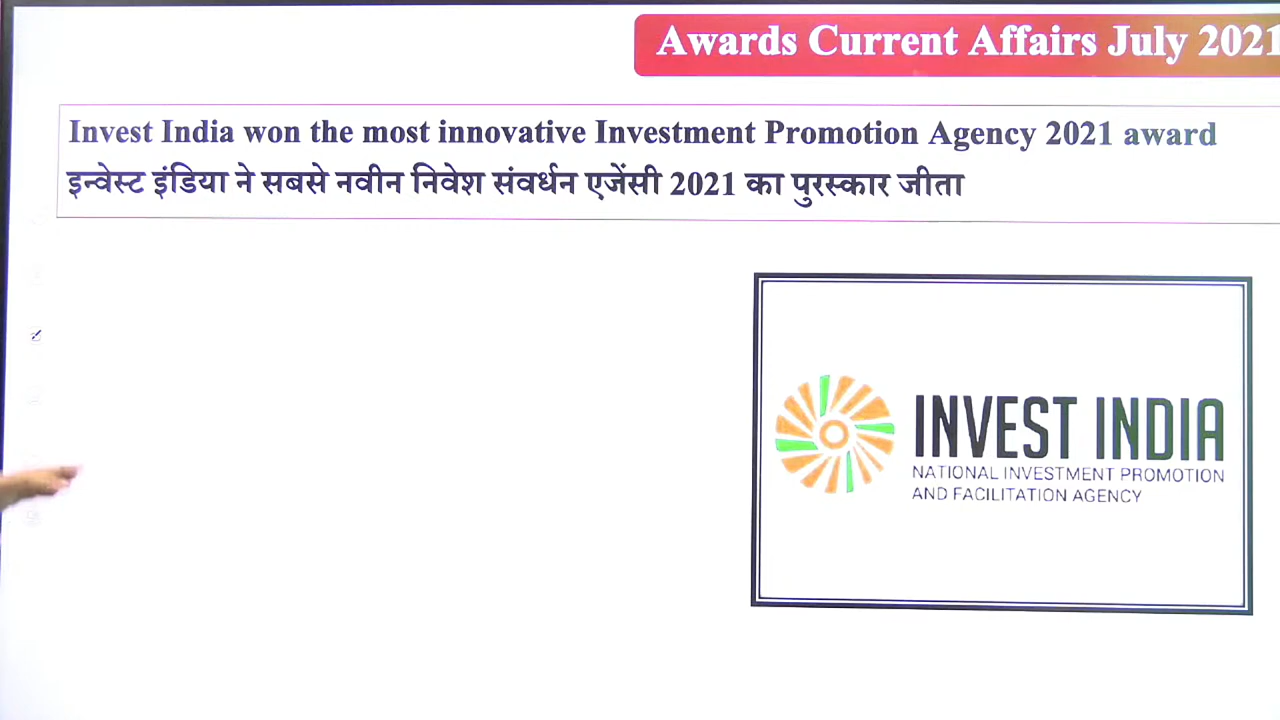 Awards Current Affairs July 2021
Invest India won the most innovative Investment Promotion Agency 2021 award
इन्वेस्ट इंडिया ने सबसे नवीन निवेश संवर्धन एजेंसी 2021 का पुरस्कार जीता
INVEST INDIA
NATIONAL INVESTMENT PROMOTION
AND FACILITATION AGENCY